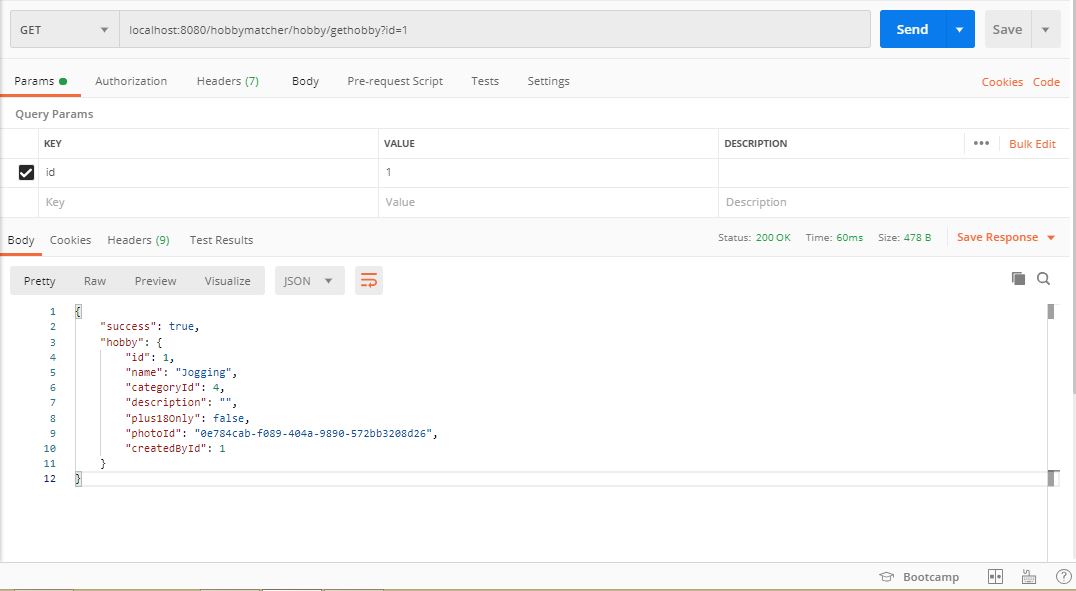 GET localhost:8080/hobbymatcher/hobby/gethobby?id=1 Send Save
Params Authorization Headers (7) Body Pre-request Script Tests Settings Cookies Code
Query Params
KEY VALUE DESCRIPTION ••• Bulk Edit
id 1
Key Value Description
Body Cookies Headers (9) Test Results Status: 200 OK Time: 60ms Size: 478 B Save Response
Pretty Raw Preview Visualize JSON
1 {
2 "success": true,
3 "hobby": {
4 "id": 1,
5 "name": "Jogging",
6 "categoryId": 4,
7 "description": "",
8 "plus18Only": false,
9 "photoId": "0e784cab-f089-404a-9890-572bb3208d26",
10 "createdById": 1
11 }
12 }
Bootcamp ?